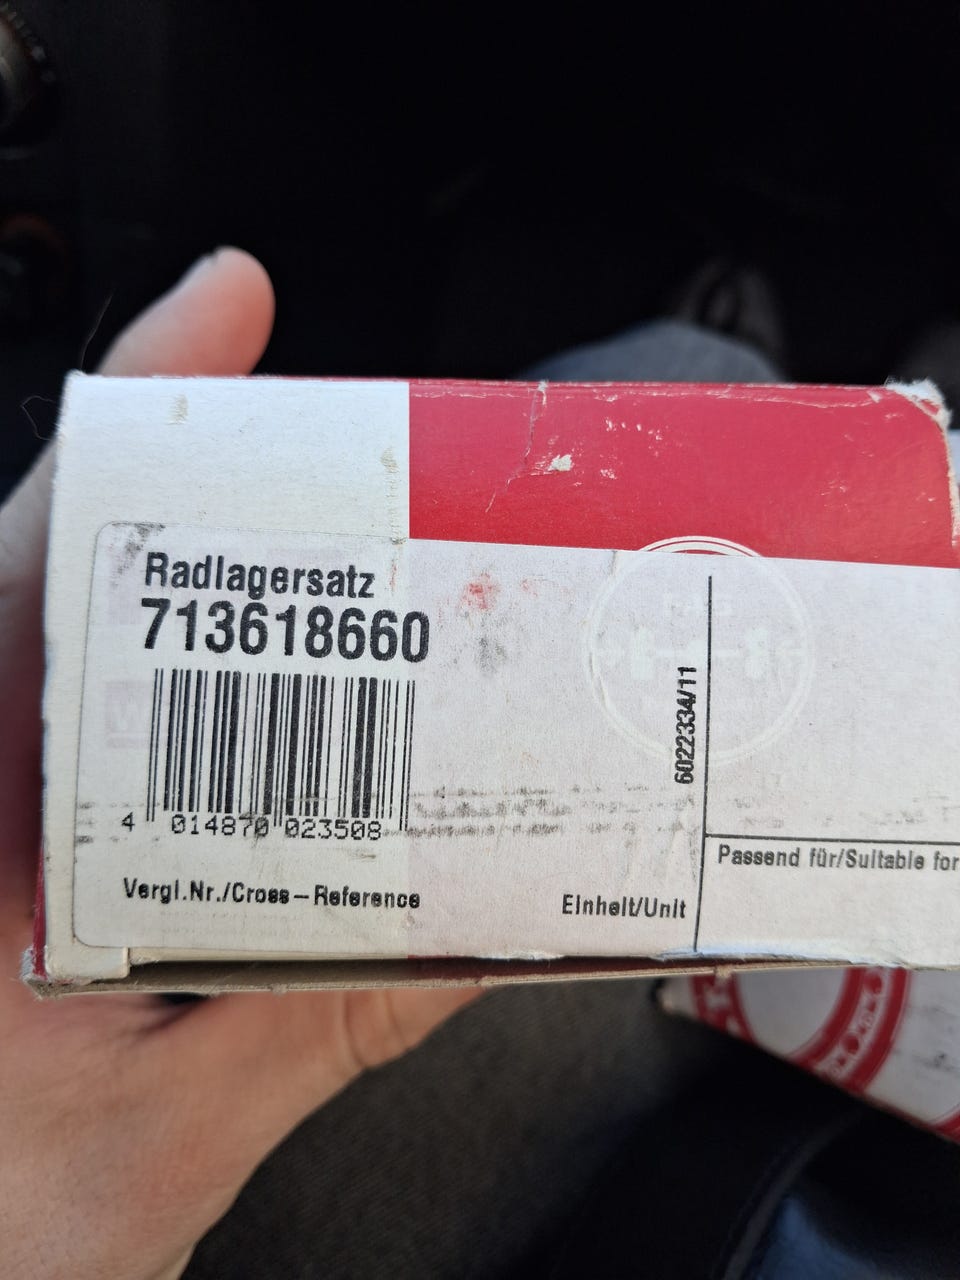 Radlagersatz
713618660
4 014870 023508
Vergl.Nr./Cross-Reference
Einheit/Unit
6022334/11
Passend für/Suitable for